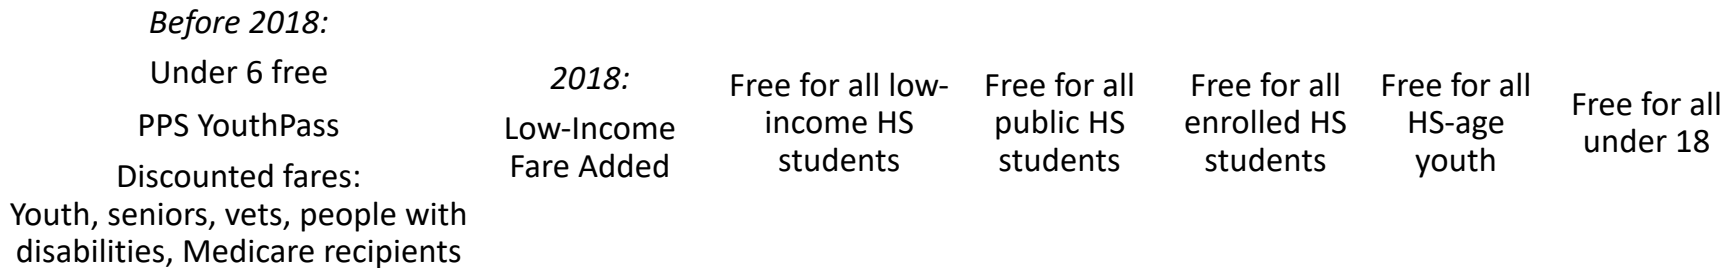 Before 2018:
Under 6 free
PPS YouthPass
Discounted fares:
Youth, seniors, vets, people with
disabilities, Medicare recipients
2018:
Low-Income
Fare Added
Free for all low-
income HS
students
Free for all
public HS
students
Free for all
enrolled HS
students
Free for all
HS-age
youth
Free for all
under 18